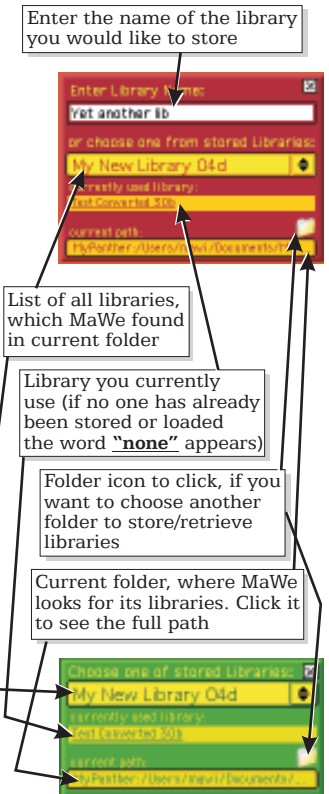 Enter the name of the library
you would like to store
Enter Library Name:
Yet another lib
or choose one from stored Libraries:
My New Library 04d
currently used library:
Test Converted 30b
current path:
MyPanther:/Users/mawii/Documents/
List of all libraries,
which MaWe found
in current folder
Library you currently
use (if no one has already
been stored or loaded
the word “none” appears)
Folder icon to click, if you
want to choose another
folder to store/retrieve
libraries
Current folder, where MaWe
looks for its libraries. Click it
to see the full path
Choose one of stored Libraries:
My New Library 04d
currently used library:
Test Converted 30b
current path:
MyPanther:/Users/mawii/Documents/...